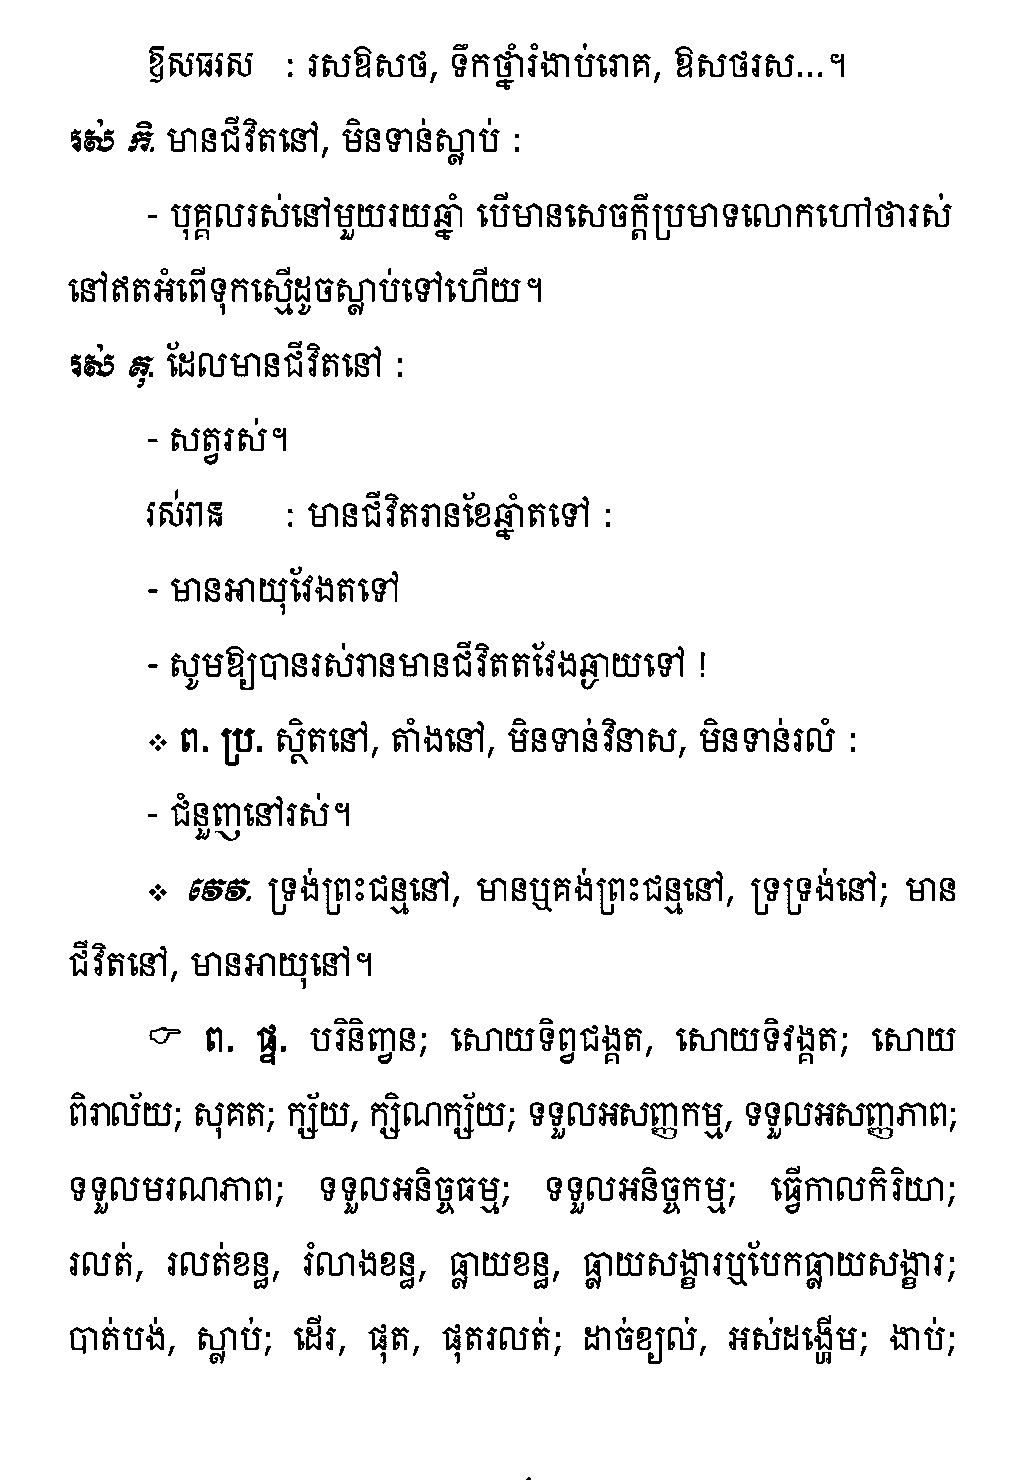 ឱសធរស : រសឱសថ, ទឹកថ្នាំរំងាប់រោគ, ឱសថរស...។
រស់ កិ. មានជីវិតនៅ, មិនទាន់ស្លាប់ :
- បុគ្គលរស់នៅមួយរយឆ្នាំ បើមានសេចក្ដីប្រមាទលោកហៅថារស់
នៅឥតអំពើទុកស្មើដូចស្លាប់ទៅហើយ។
រស់ គុ. ដែលមានជីវិតនៅ :
- សត្វរស់។
រស់រាន : មានជីវិតរានខែឆ្នាំតទៅ :
- មានអាយុវែងតទៅ
- សូមឱ្យបានរស់រានមានជីវិតតវែងឆ្ងាយទៅ !
❖ ព. ប្រ. ស្ថិតនៅ, តាំងនៅ, មិនទាន់វិនាស, មិនទាន់រលំ :
- ជំនួញនៅរស់។
❖ ទេព. ទ្រង់ព្រះជន្មនៅ, មានឬគង់ព្រះជន្មនៅ, ទ្រទ្រង់នៅ; មាន
ជីវិតនៅ, មានអាយុនៅ។
☞ ព. ផ្ទ. បរិនិញ្វន; សោយទិព្វជង្គត, សោយទិវង្គត; សោយ
ពិរាល័យ; សុគត; ក្ស័យ, ក្សិណក្ស័យ; ទទួលអសញ្ញកម្ម, ទទួលអសញ្ញភាព;
ទទួលមរណភាព; ទទួលអនិច្ចធម្ម; ទទួលអនិច្ចកម្ម; ធ្វើកាលកិរិយា;
រលត់, រលត់ខន្ធ, រំលាងខន្ធ, ធ្លាយខន្ធ, ធ្លាយសង្ខារឬបែកធ្លាយសង្ខារ;
បាត់បង់, ស្លាប់; ដើរ, ផុត, ផុតរលត់; ដាច់ខ្យល់, អស់ដង្ហើម; ងាប់;